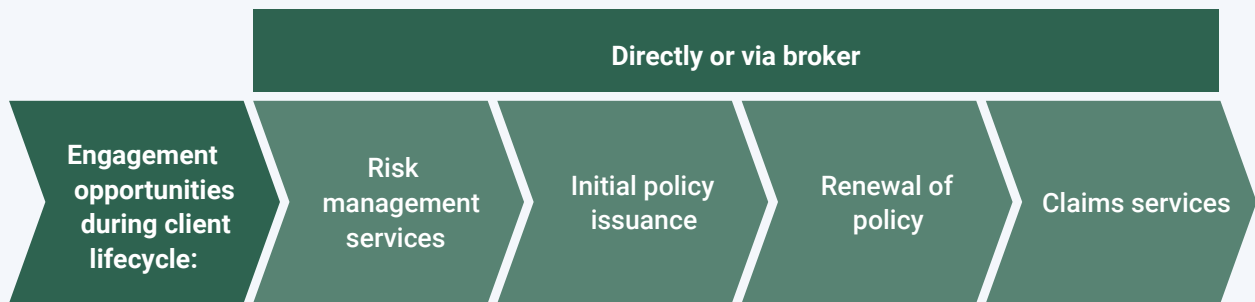 Directly or via broker
Engagement
opportunities
during client
lifecycle:
Risk
management
services
Initial policy
issuance
Renewal of
policy
Claims services